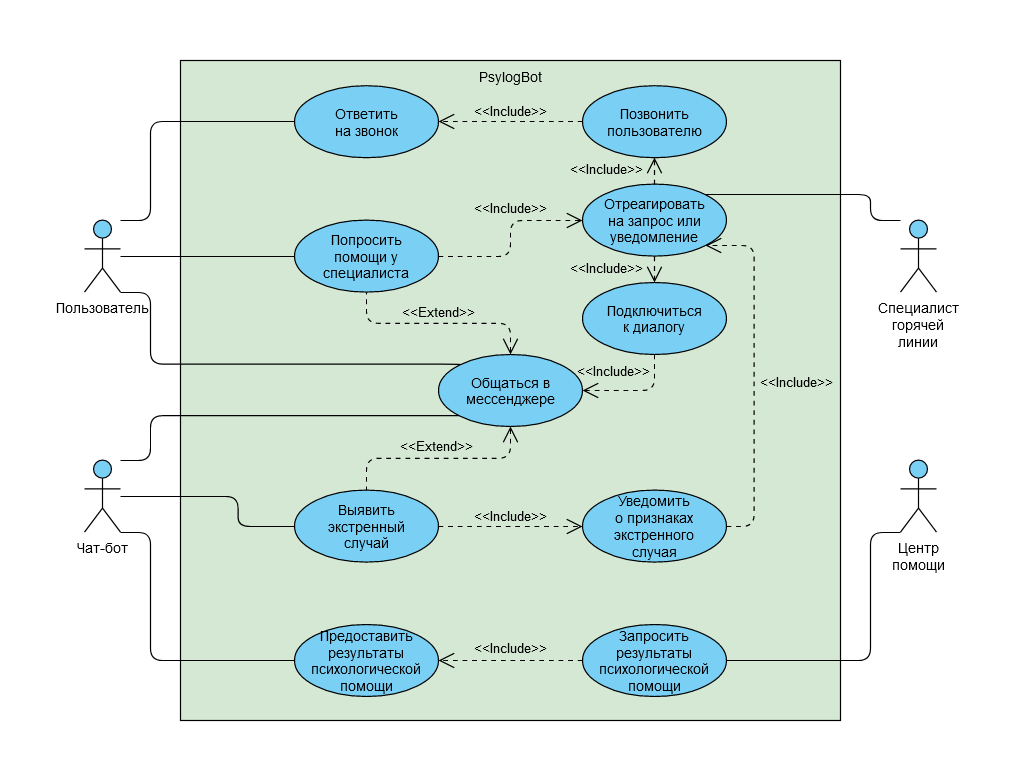 PsylogBot
Ответить
на звонок
<<Include>>
Позвонить
пользователю
<<Include>>
Попросить
помощи у
специалиста
<<Include>>
Отреагировать
на запрос или
уведомление
<<Include>>
Подключиться
к диалогу
<<Extend>>
<<Include>>
Общаться в
мессенджере
<<Include>>
<<Extend>>
Выявить
экстренный
случай
<<Include>>
Уведомить
о признаках
экстренного
случая
Предоставить
результаты
психологической
помощи
<<Include>>
Запросить
результаты
психологической
помощи
Пользователь
Чат-бот
Специалист
горячей
линии
Центр
помощи